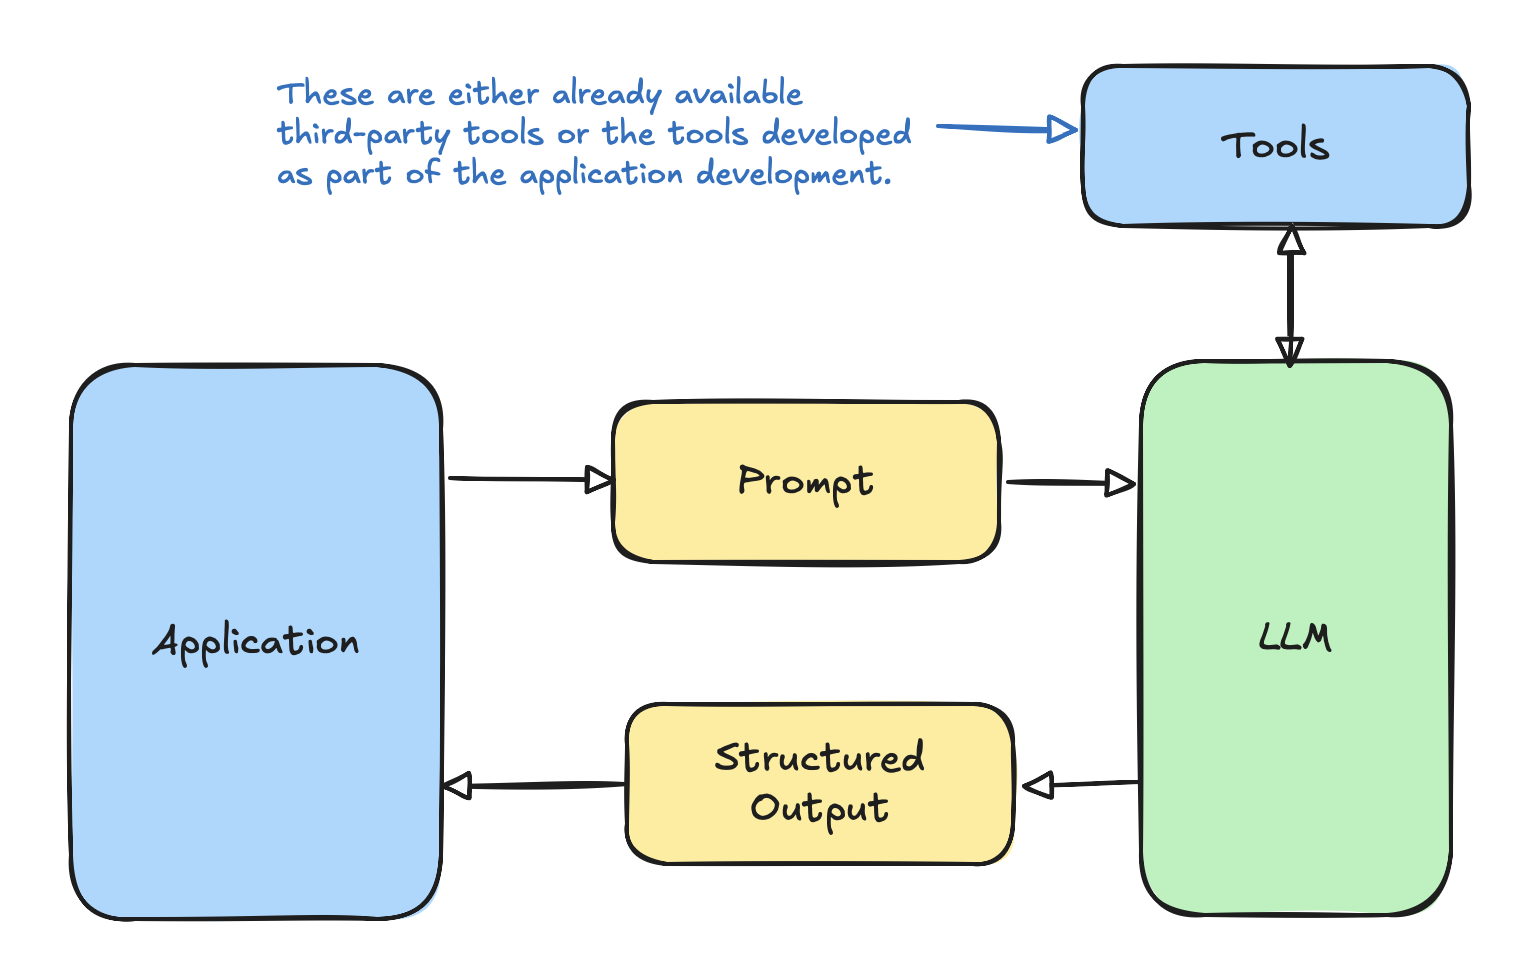 These are either already available
third-party tools or the tools developed
as part of the application development.
Tools
Prompt
Application
LLM
Structured
Output